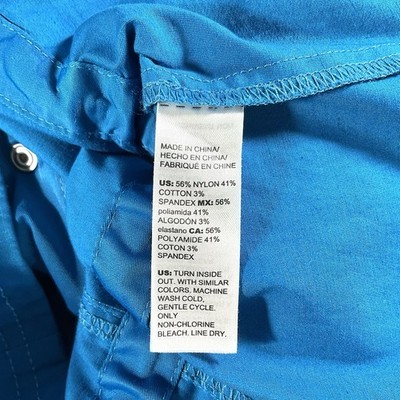 MADE IN CHINA/
HECHO EN CHINA/
FABRIQUÉ EN CHINE
US: 56% NYLON 41%
COTTON 3%
SPANDEX MX: 56%
poliamida 41%
ALGODÓN 3%
elastano CA: 56%
POLYAMIDE 41%
COTON 3%
SPANDEX
US: TURN INSIDE
OUT. WITH SIMILAR
COLORS. MACHINE
WASH COLD,
GENTLE CYCLE.
ONLY
NON-CHLORINE
BLEACH. LINE DRY.